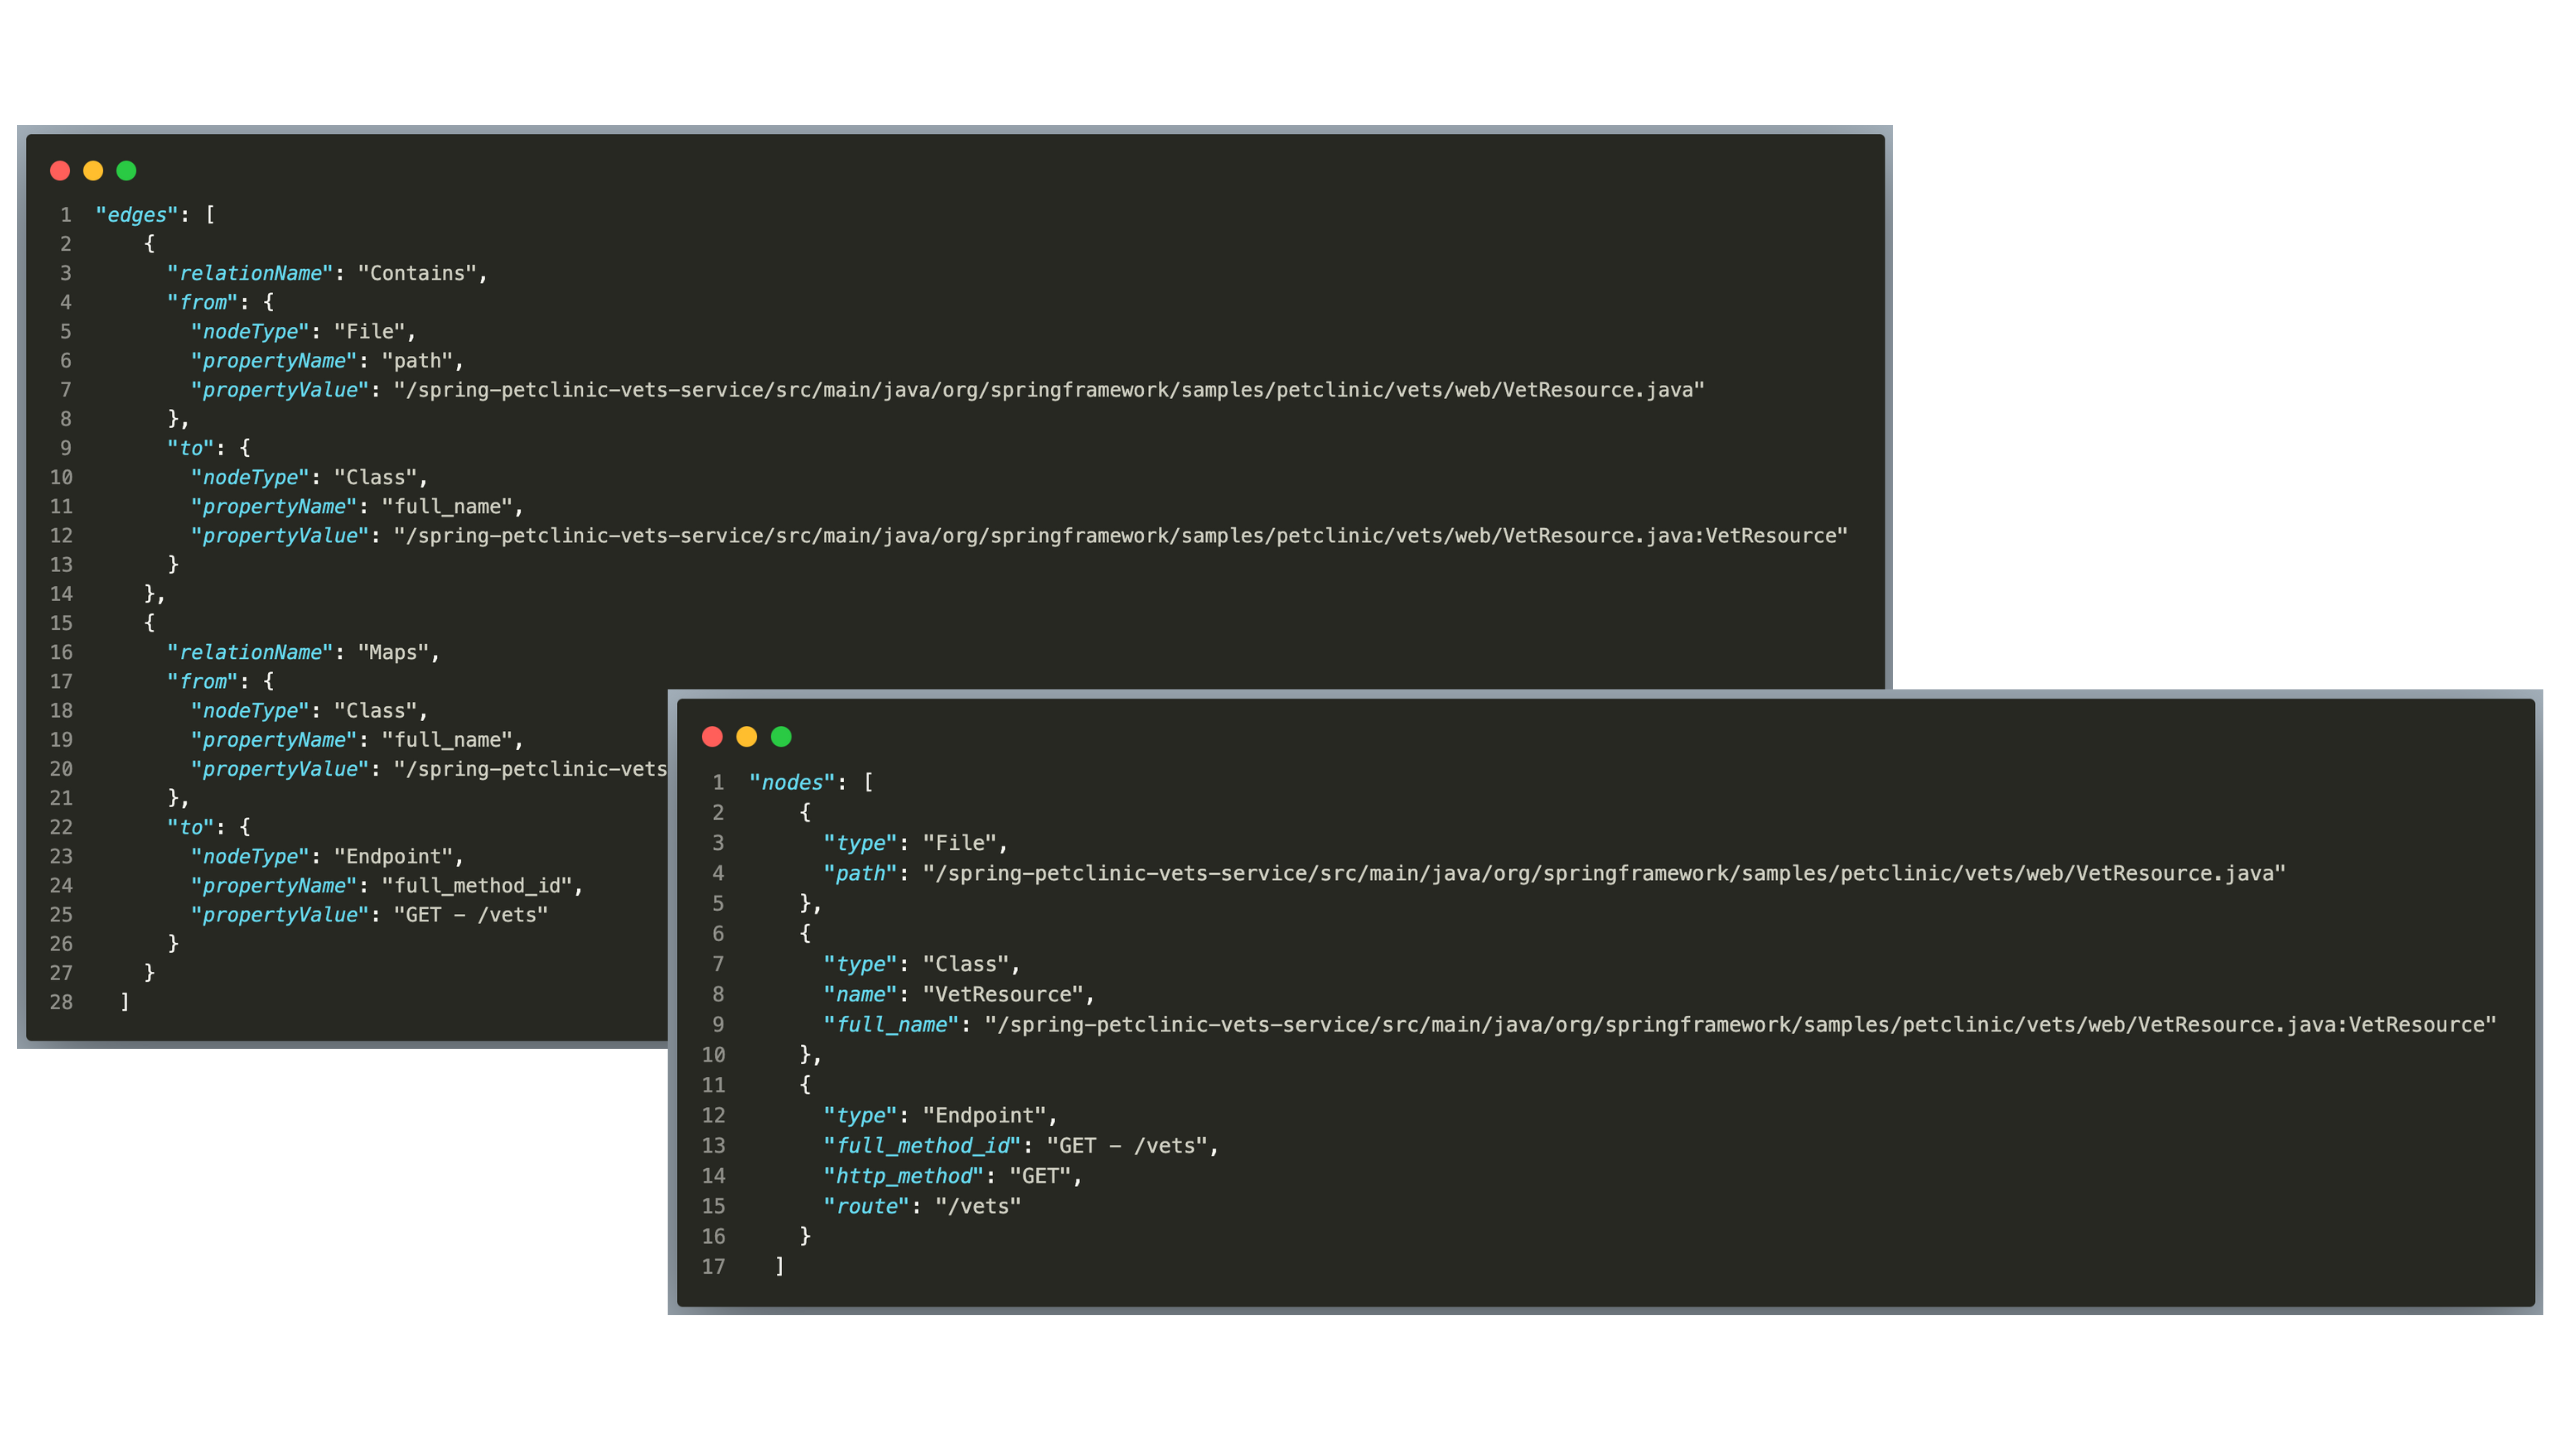 1 "edges": [
2 {
3 "relationName": "Contains",
4 "from": {
5 "nodeType": "File",
6 "propertyName": "path",
7 "propertyValue": "/spring-petclinic-vets-service/src/main/java/org/springframework/samples/petclinic/vets/web/VetResource.java"
8 },
9 "to": {
10 "nodeType": "Class",
11 "propertyName": "full_name",
12 "propertyValue": "/spring-petclinic-vets-service/src/main/java/org/springframework/samples/petclinic/vets/web/VetResource.java:VetResource"
13 }
14 },
15 {
16 "relationName": "Maps",
17 "from": {
18 "nodeType": "Class",
19 "propertyName": "full_name",
20 "propertyValue": "/spring-petclinic-vets
21 },
22 "to": {
23 "nodeType": "Endpoint",
24 "propertyName": "full_method_id",
25 "propertyValue": "GET - /vets"
26 }
27 }
28 ]
1 "nodes": [
2 {
3 "type": "File",
4 "path": "/spring-petclinic-vets-service/src/main/java/org/springframework/samples/petclinic/vets/web/VetResource.java"
5 },
6 {
7 "type": "Class",
8 "name": "VetResource",
9 "full_name": "/spring-petclinic-vets-service/src/main/java/org/springframework/samples/petclinic/vets/web/VetResource.java:VetResource"
10 },
11 {
12 "type": "Endpoint",
13 "full_method_id": "GET - /vets",
14 "http_method": "GET",
15 "route": "/vets"
16 }
17 ]